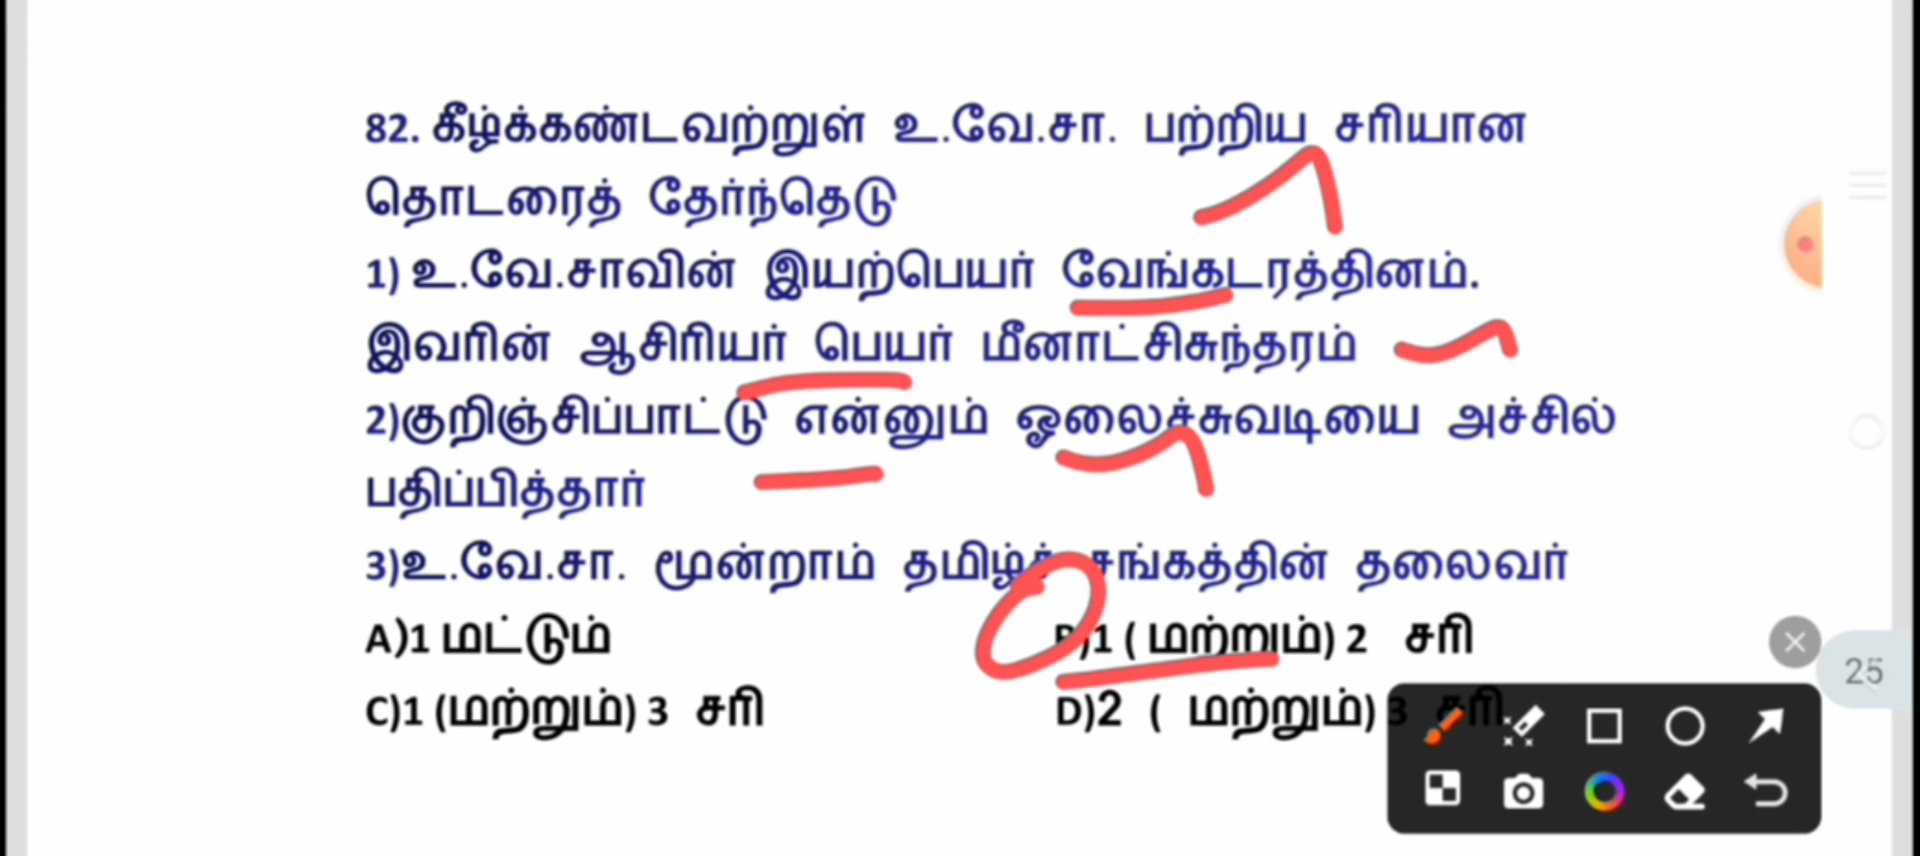 82. கீழ்க்கண்டவற்றுள் உ.வே.சா. பற்றிய சரியான
தொடரைத் தேர்ந்தெடு
1) உ.வே.சாவின் இயற்பெயர் வேங்கடரத்தினம்.
இவரின் ஆசிரியர் பெயர் மீனாட்சிசுந்தரம்
2)குறிஞ்சிப்பாட்டு என்னும் ஓலைச்சுவடியை அச்சில்
பதிப்பித்தார்
3)உ.வே.சா. மூன்றாம் தமிழ்ச் சங்கத்தின் தலைவர்
A)1 மட்டும் B)1 ( மற்றும்) 2 சரி
C)1 (மற்றும்) 3 சரி D)2 ( மற்றும்) 3 சரி
25